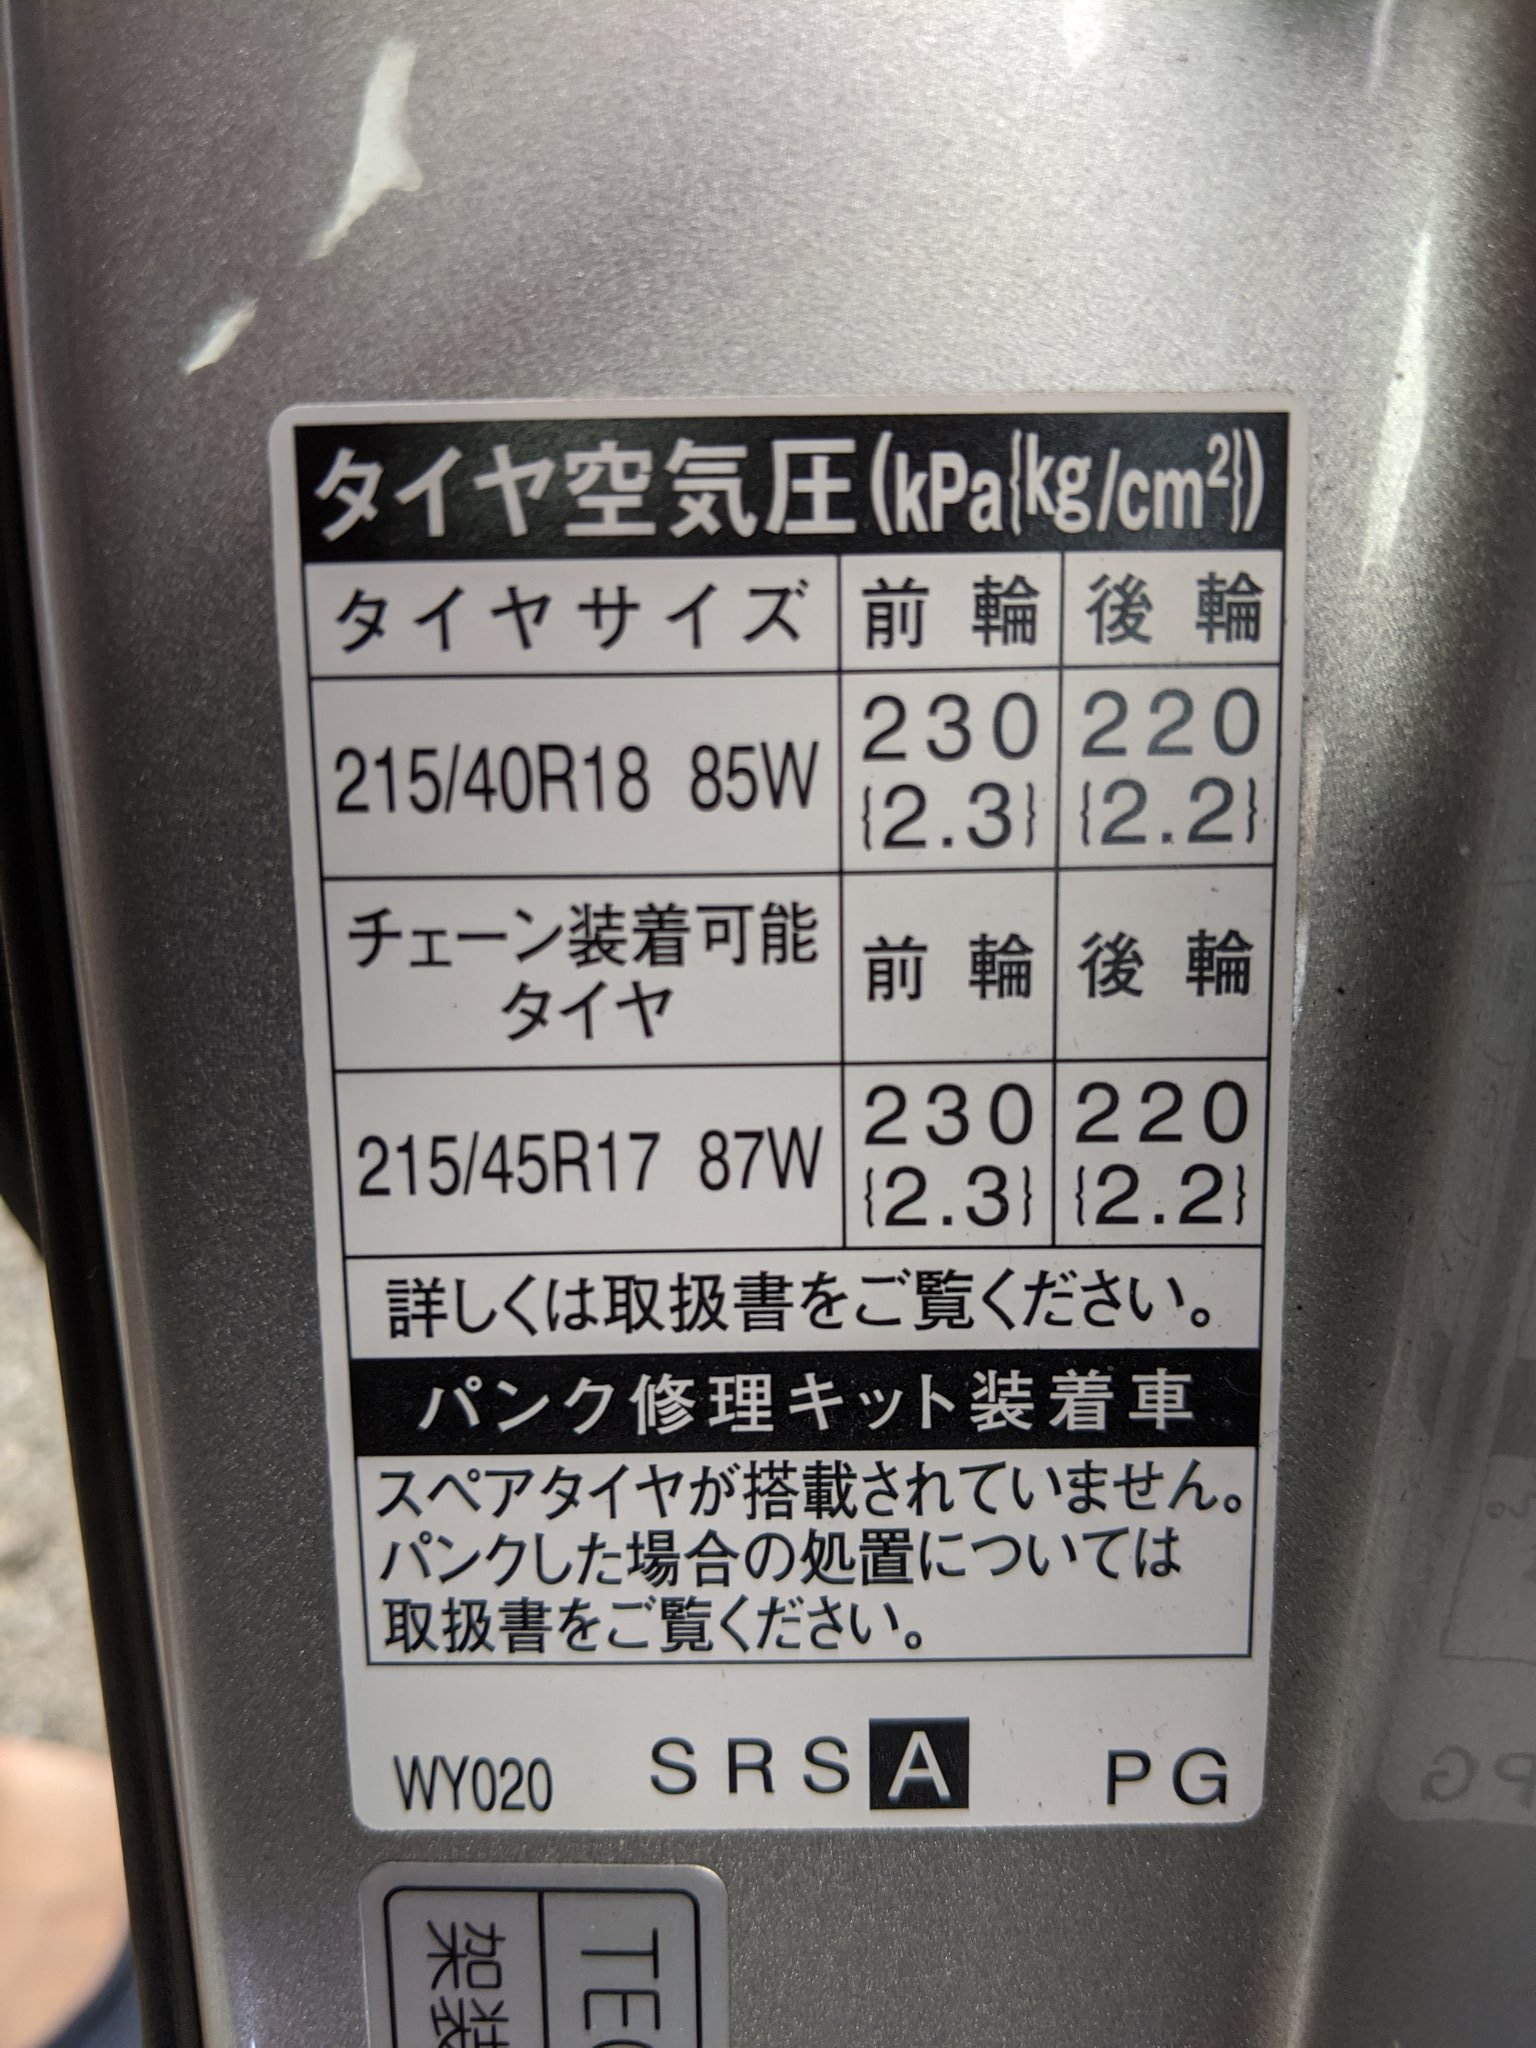 タイヤ空気圧(kPa{kg/cm²})
タイヤサイズ 前輪 後輪
215/40R18 85W 230 {2.3} 220 {2.2}
チェーン装着可能
タイヤ 前輪 後輪
215/45R17 87W 230 {2.3} 220 {2.2}
詳しくは取扱書をご覧ください。
パンク修理キット装着車
スペアタイヤが搭載されていません。
パンクした場合の処置については
取扱書をご覧ください。
WY020 SRS A PG
架装
TEC
PG